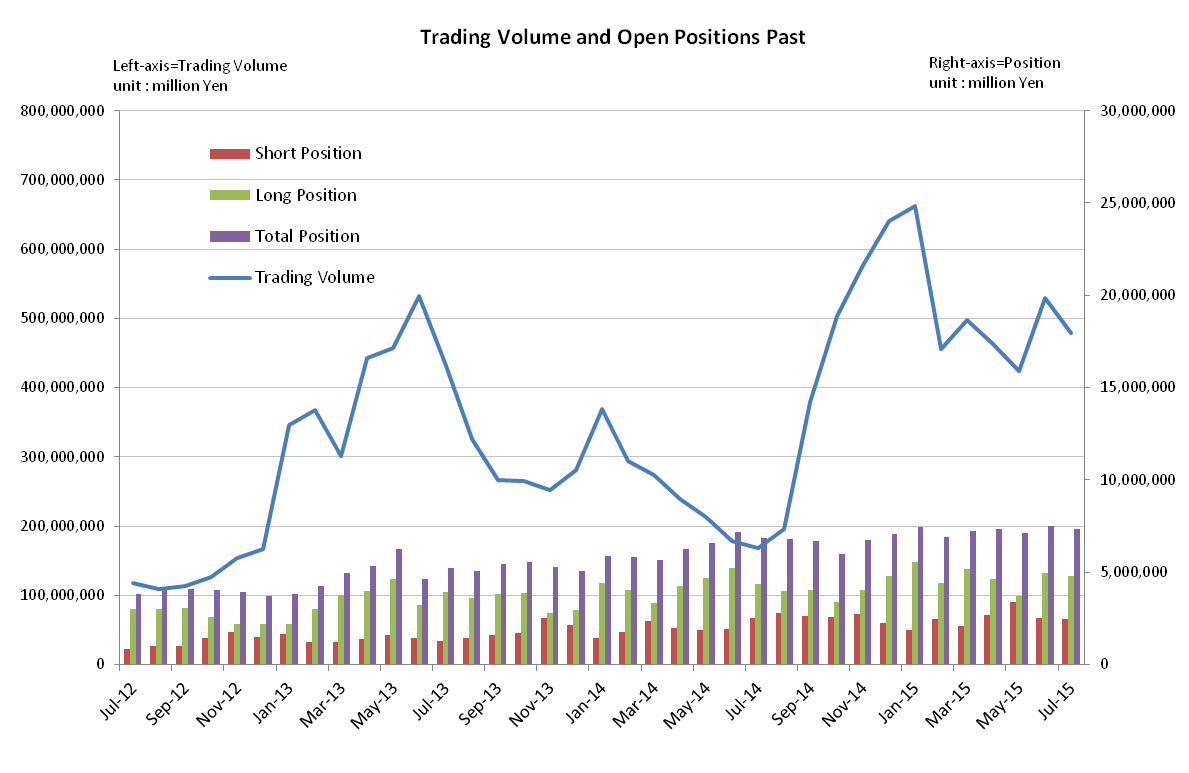 Trading Volume and Open Positions Past
Left-axis=Trading Volume
unit : million Yen
Right-axis=Position
unit : million Yen
800,000,000
700,000,000
600,000,000
500,000,000
400,000,000
300,000,000
200,000,000
100,000,000
0
Short Position
Long Position
Total Position
Trading Volume
30,000,000
25,000,000
20,000,000
15,000,000
10,000,000
5,000,000
0
Jul-12
Sep-12
Nov-12
Jan-13
Mar-13
May-13
Jul-13
Sep-13
Nov-13
Jan-14
Mar-14
May-14
Jul-14
Sep-14
Nov-14
Jan-15
Mar-15
May-15
Jul-15